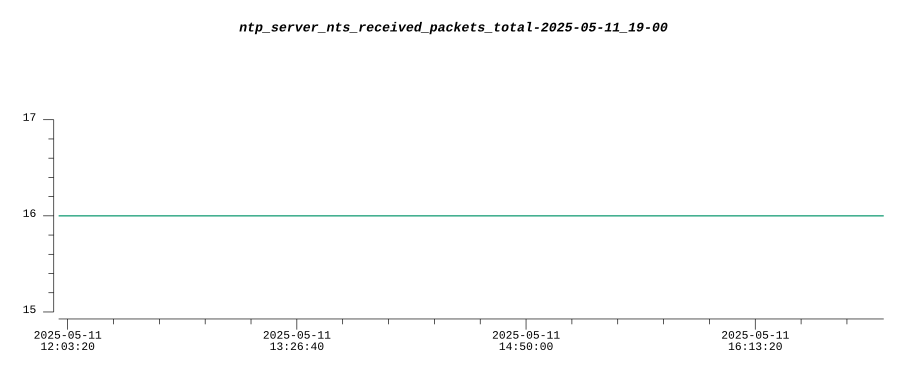 ntp_server_nts_received_packets_total-2025-05-11_19-00
17
16
15
2025-05-11 2025-05-11 2025-05-11 2025-05-11
12:03:20 13:26:40 14:50:00 16:13:20